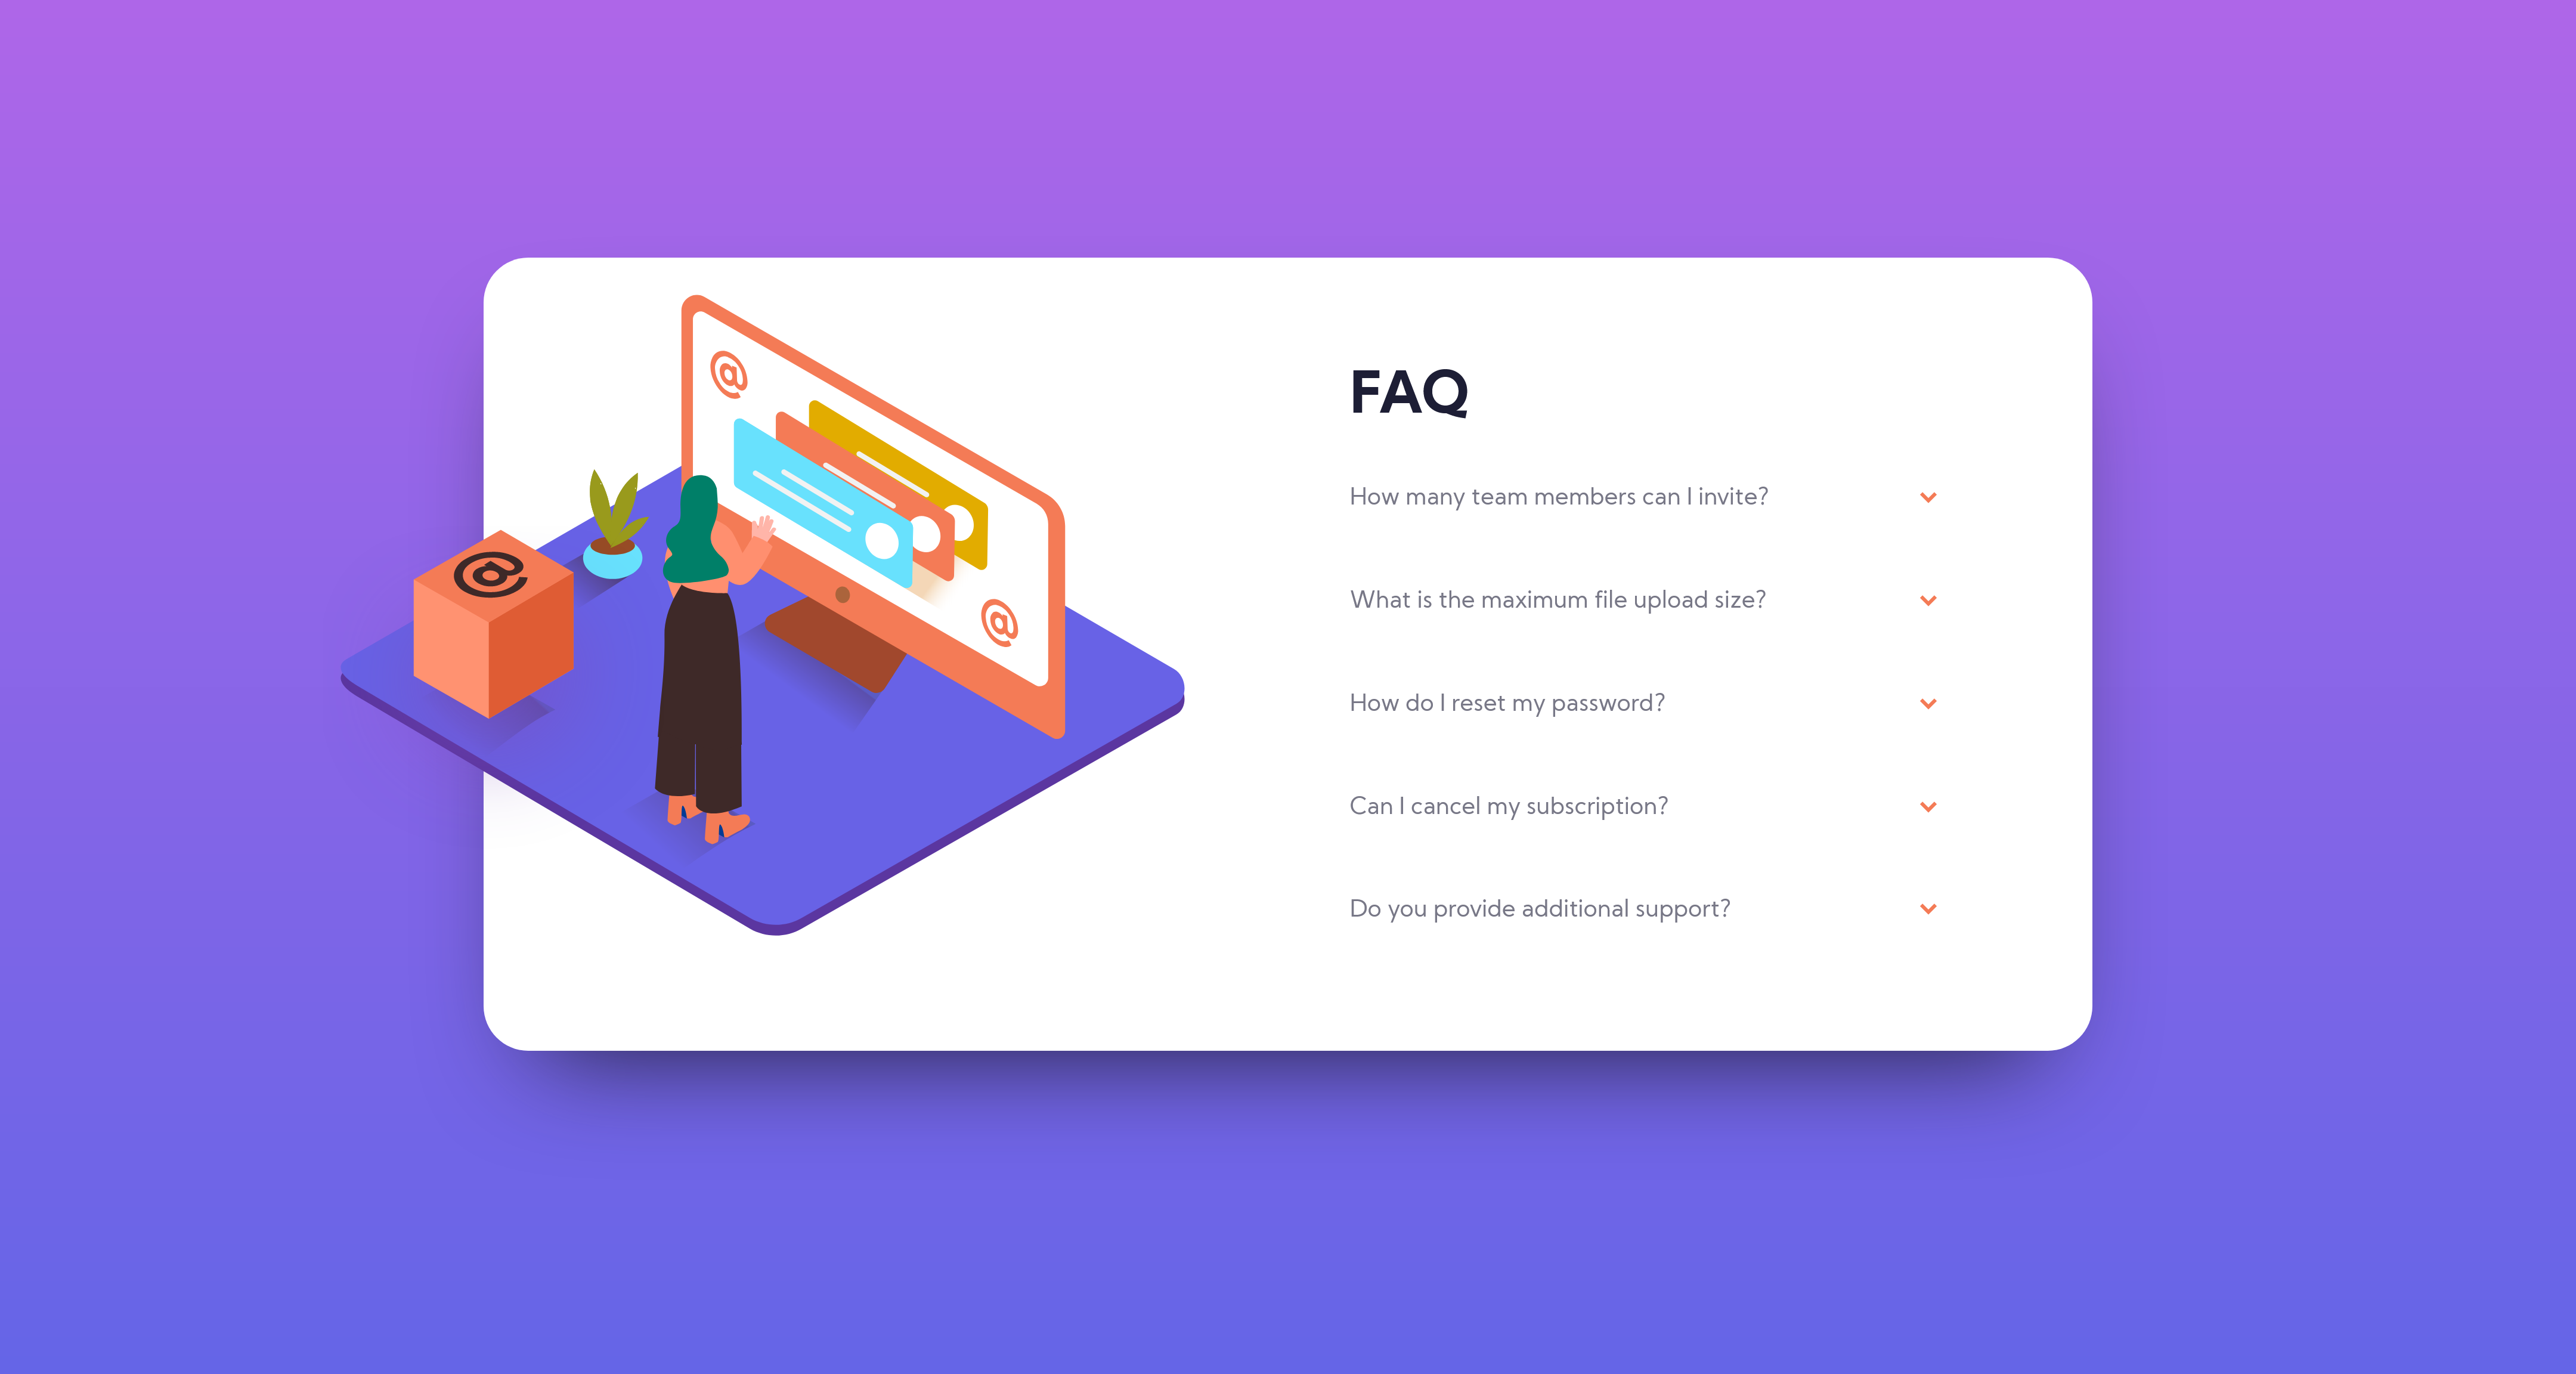 @
@
@
FAQ
How many team members can I invite?
What is the maximum file upload size?
How do I reset my password?
Can I cancel my subscription?
Do you provide additional support?